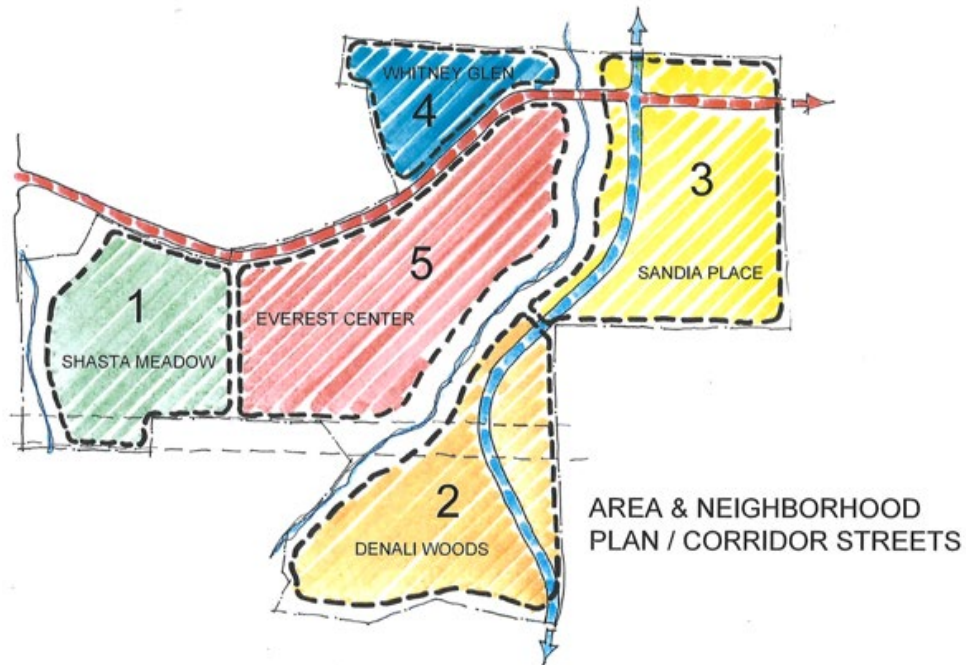 WHITNEY GLEN
4
3
SANDIA PLACE
5
EVEREST CENTER
1
SHASTA MEADOW
2
DENALI WOODS
AREA & NEIGHBORHOOD
PLAN / CORRIDOR STREETS